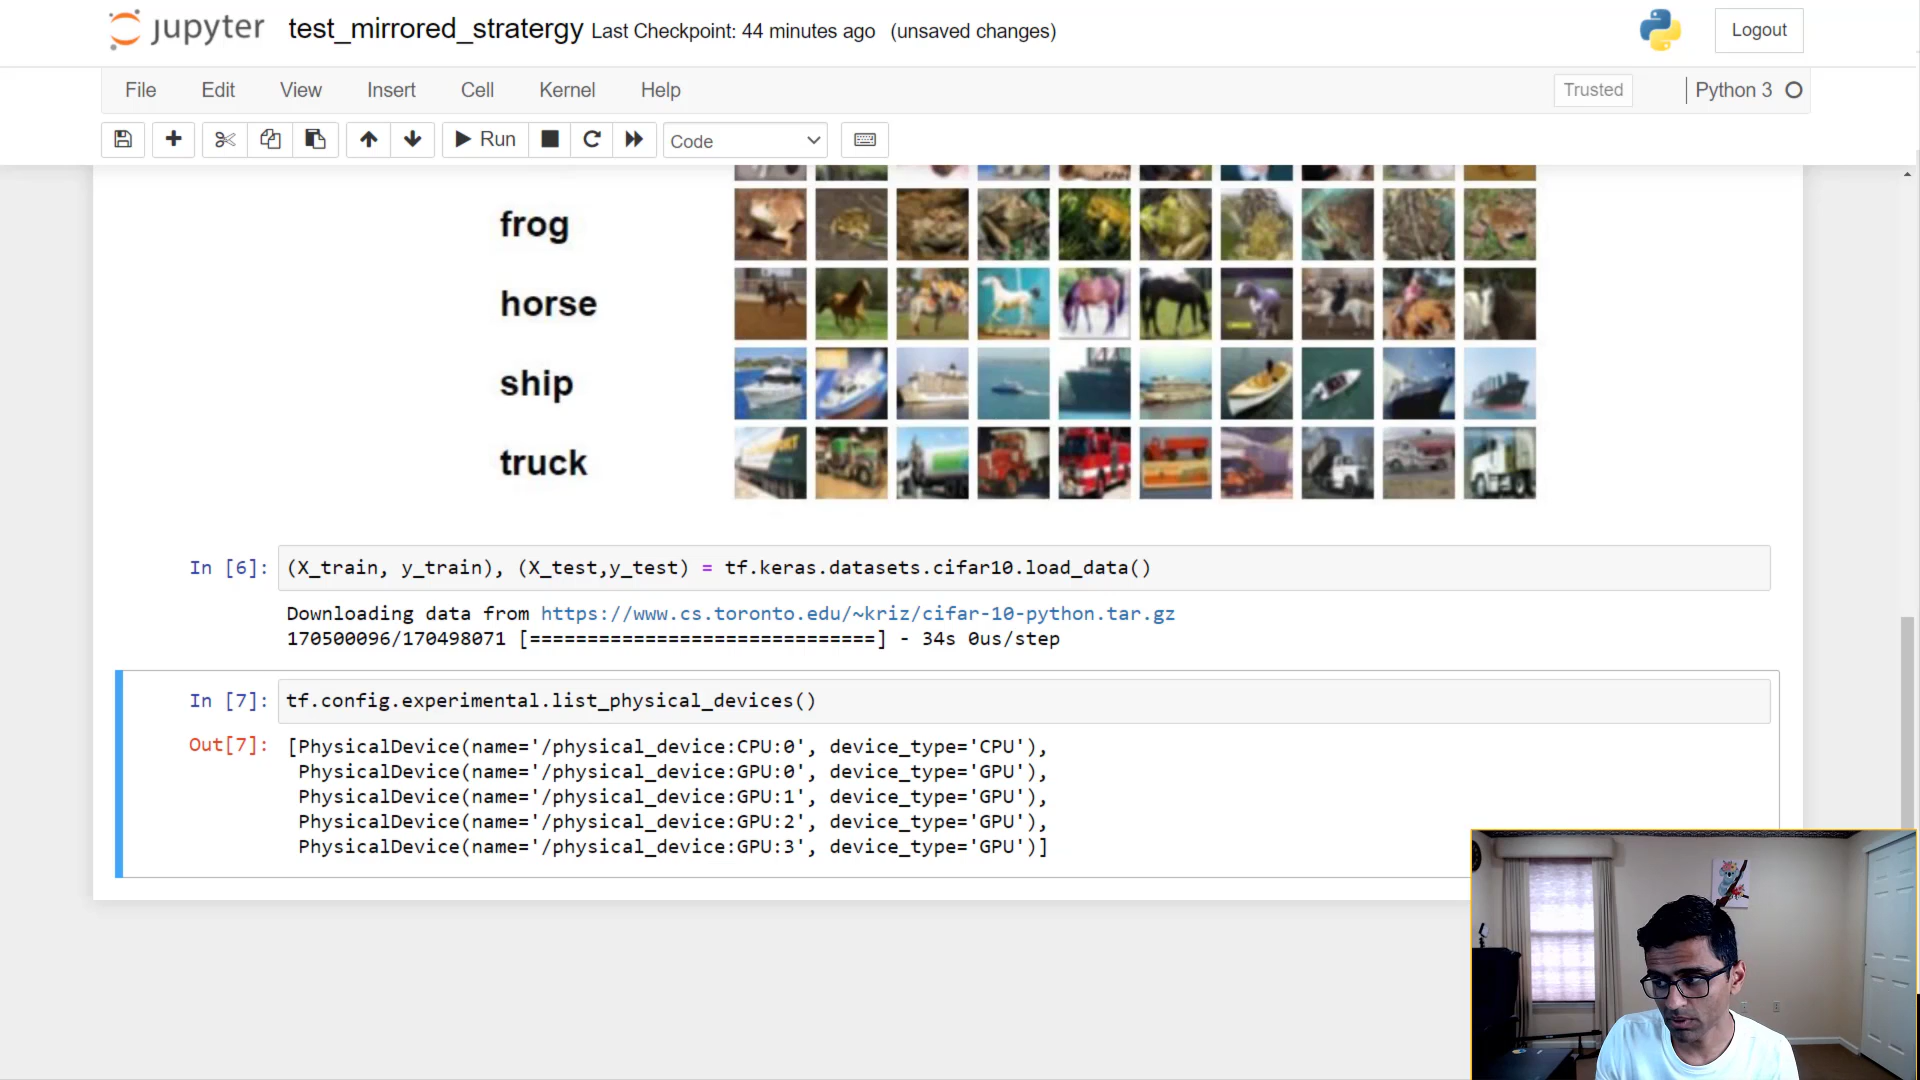 jupyter test_mirrored_stratergy Last Checkpoint: 44 minutes ago (unsaved changes) Logout
File Edit View Insert Cell Kernel Help Trusted Python 3
Run Code
frog
horse
ship
truck
In [6]: (X_train, y_train), (X_test,y_test) = tf.keras.datasets.cifar10.load_data()
Downloading data from https://www.cs.toronto.edu/~kriz/cifar-10-python.tar.gz
170500096/170498071 [==============================] - 34s 0us/step
In [7]: tf.config.experimental.list_physical_devices()
Out[7]: [PhysicalDevice(name='/physical_device:CPU:0', device_type='CPU'),
PhysicalDevice(name='/physical_device:GPU:0', device_type='GPU'),
PhysicalDevice(name='/physical_device:GPU:1', device_type='GPU'),
PhysicalDevice(name='/physical_device:GPU:2', device_type='GPU'),
PhysicalDevice(name='/physical_device:GPU:3', device_type='GPU')]